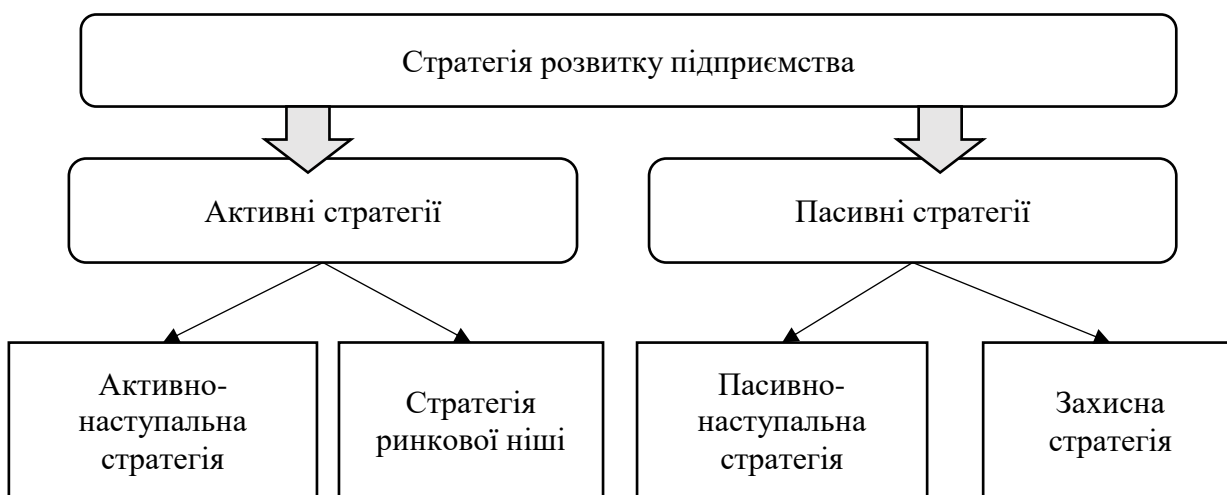 Стратегія розвитку підприємства
Активні стратегії
Пасивні стратегії
Активно-
наступальна
стратегія
Стратегія
ринкової ніші
Пасивно-
наступальна
стратегія
Захисна
стратегія